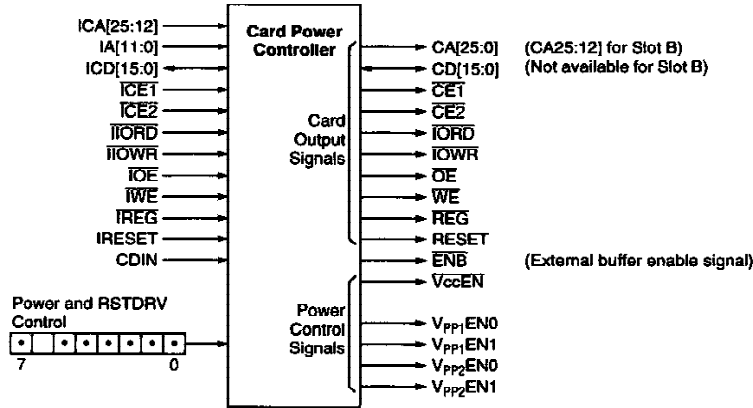 ICA[25:12]
IA[11:0]
ICD[15:0]
ICE1
ICE2
IIORD
IIOWR
IOE
IWE
IREG
IRESET
CDIN
Power and RSTDRV
Control
7
0
Card Power
Controller
Card
Output
Signals
Power
Control
Signals
CA[25:0] (CA25:12] for Slot B)
CD[15:0] (Not available for Slot B)
CE1
CE2
IORD
IOWR
OE
WE
REG
RESET
ENB (External buffer enable signal)
VccEN
VPP1EN0
VPP1EN1
VPP2EN0
VPP2EN1